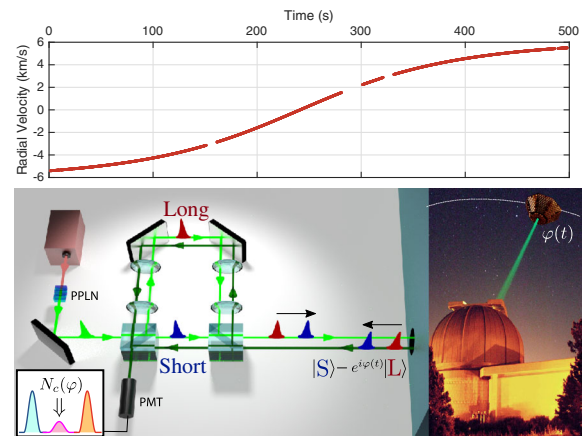 Time (s)
0 100 200 300 400 500
Radial Velocity (km/s)
6
4
2
0
-2
-4
-6
Long
φ(t)
PPLN
Short
|S⟩ − e^{iφ(t)}|L⟩
N_c(φ)
PMT